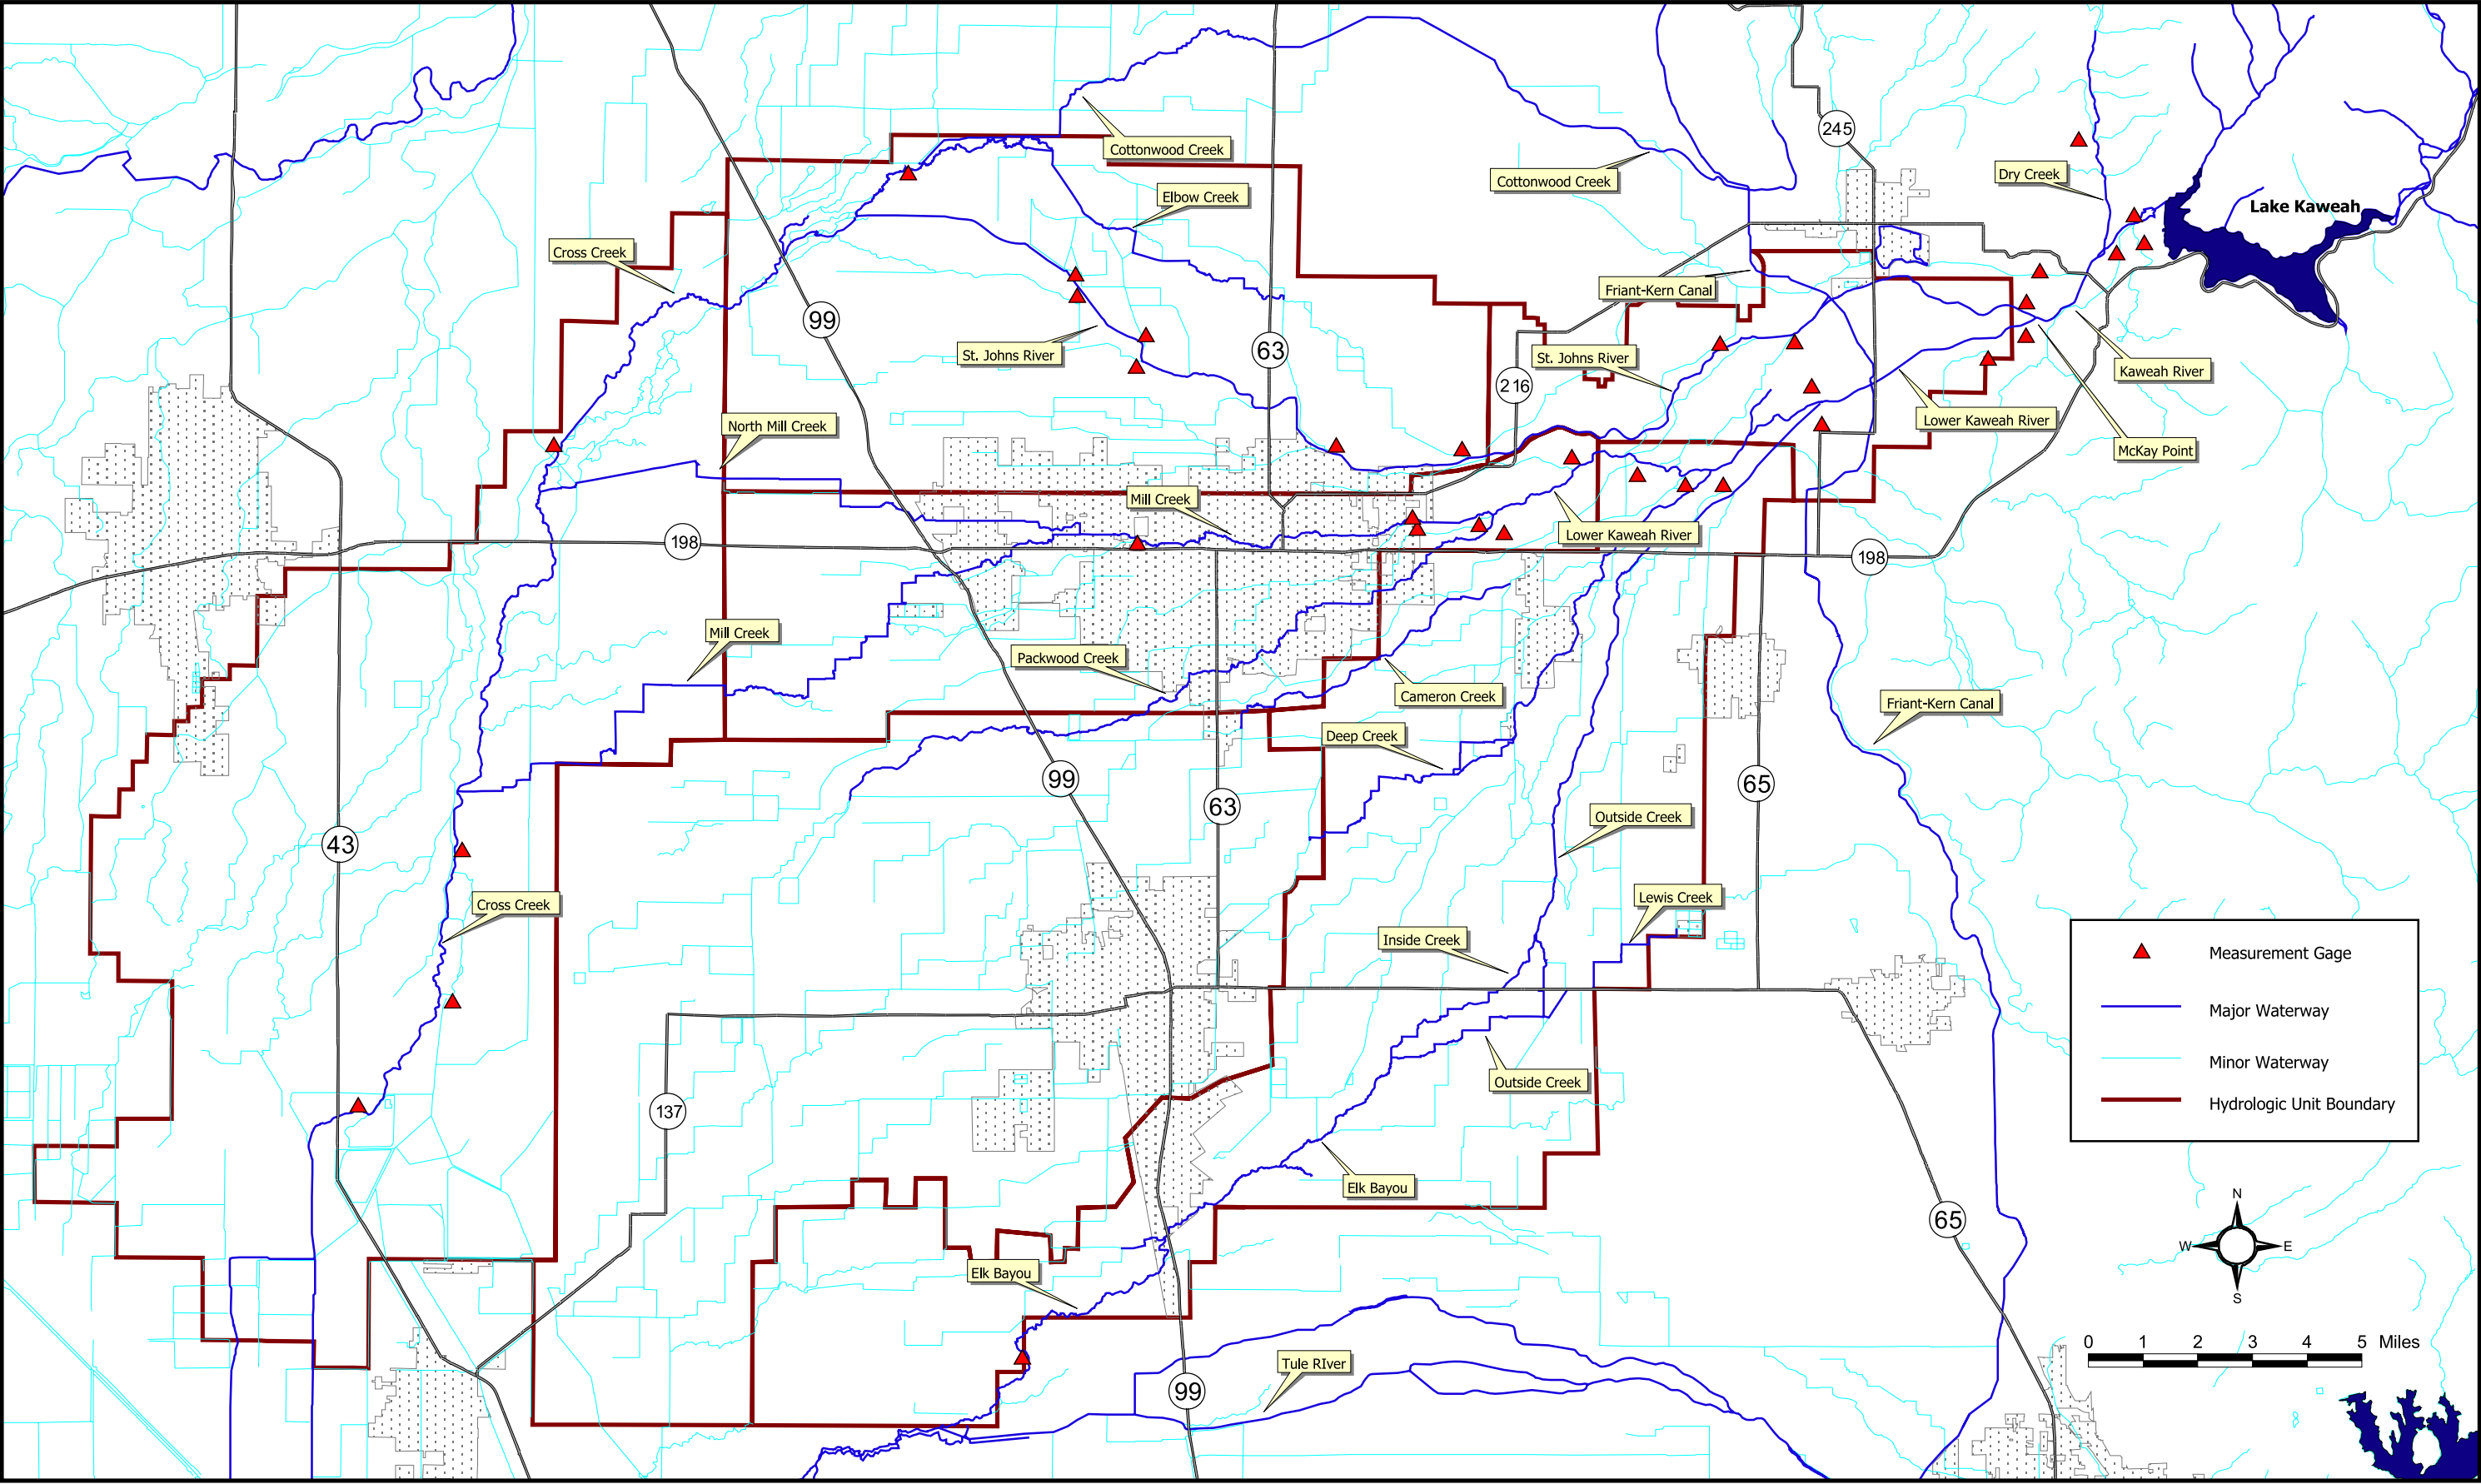 Cottonwood Creek
245
Cottonwood Creek
Dry Creek
Elbow Creek
Lake Kaweah
Cross Creek
Friant-Kern Canal
99
63
St. Johns River
St. Johns River
216
Kaweah River
North Mill Creek
Lower Kaweah River
McKay Point
Mill Creek
Lower Kaweah River
198
198
Mill Creek
Packwood Creek
Cameron Creek
Friant-Kern Canal
Deep Creek
99
63
65
Outside Creek
43
Cross Creek
Lewis Creek
Inside Creek
Measurement Gage
Major Waterway
Minor Waterway
Hydrologic Unit Boundary
Outside Creek
137
Elk Bayou
65
N
W
E
S
Elk Bayou
0 1 2 3 4 5 Miles
Tule RIver
99